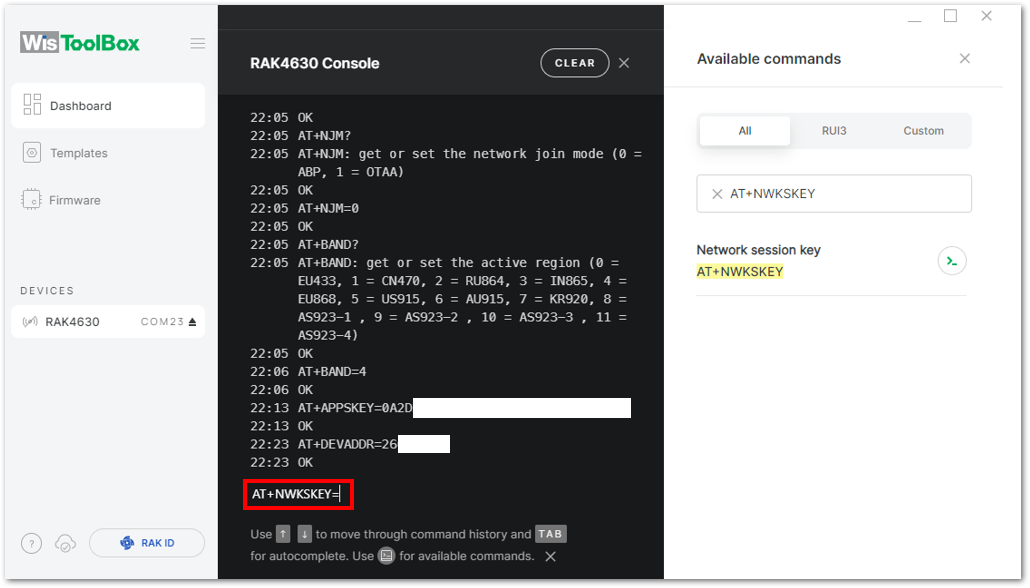 WisToolBox
Dashboard
Templates
Firmware
DEVICES
RAK4630 COM23
?
RAK ID
RAK4630 Console
CLEAR
22:05 OK
22:05 AT+NJM?
22:05 AT+NJM: get or set the network join mode (0 =
ABP, 1 = OTAA)
22:05 OK
22:05 AT+NJM=0
22:05 OK
22:05 AT+BAND?
22:05 AT+BAND: get or set the active region (0 =
EU433, 1 = CN470, 2 = RU864, 3 = IN865, 4 =
EU868, 5 = US915, 6 = AU915, 7 = KR920, 8 =
AS923-1 , 9 = AS923-2 , 10 = AS923-3 , 11 =
AS923-4)
22:05 OK
22:06 AT+BAND=4
22:06 OK
22:13 AT+APPSKEY=0A2D
22:13 OK
22:23 AT+DEVADDR=26
22:23 OK
AT+NWKSKEY=
Use ↑ ↓ to move through command history and TAB
for autocomplete. Use for available commands.
Available commands
All RUI3 Custom
AT+NWKSKEY
Network session key
AT+NWKSKEY